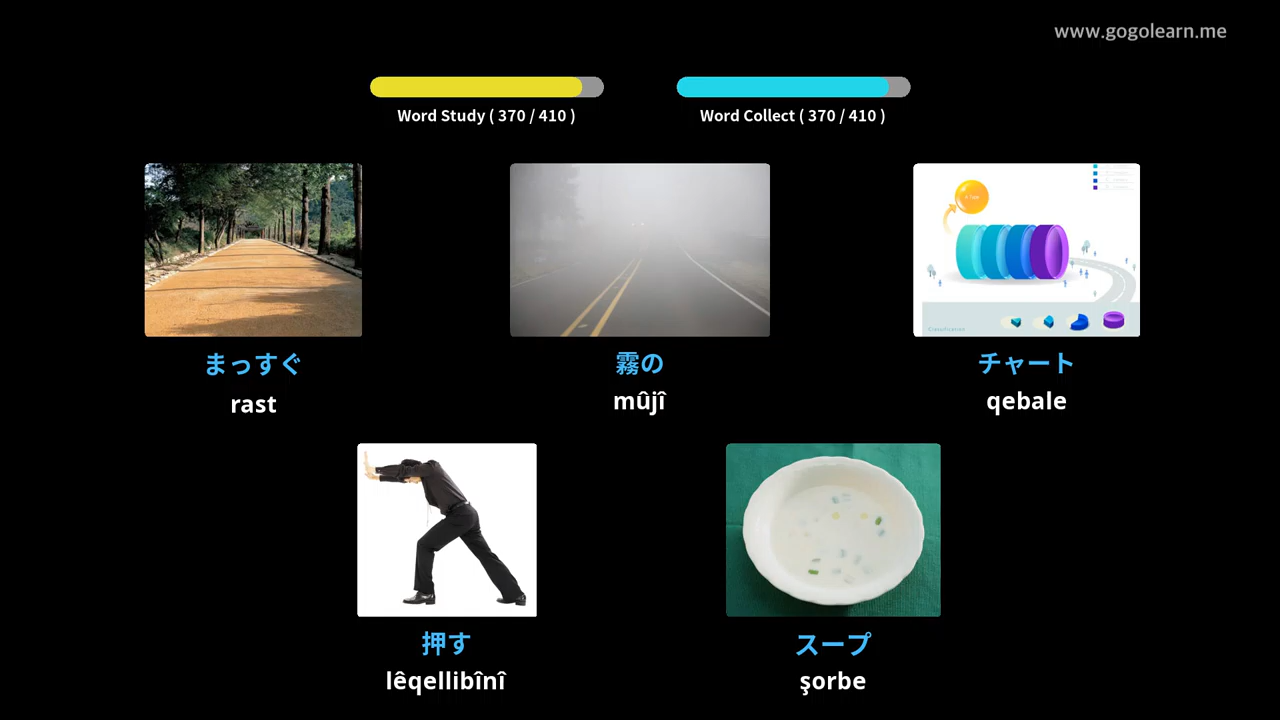 www.gogolearn.me
Word Study ( 370 / 410 )
Word Collect ( 370 / 410 )
まっすぐ
rast
霧の
mûjî
チャート
qebale
Classification
押す
lêqellibînî
スープ
şorbe